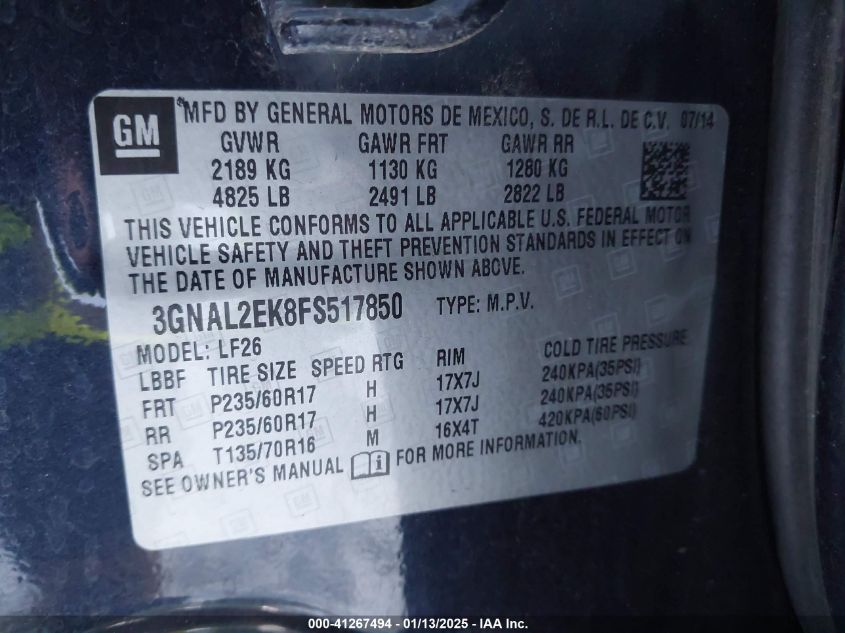 GM
MFD BY GENERAL MOTORS DE MEXICO, S. DE R.L. DE C.V. 07/14
GVWR GAWR FRT GAWR RR
2189 KG 1130 KG 1280 KG
4825 LB 2491 LB 2822 LB
THIS VEHICLE CONFORMS TO ALL APPLICABLE U.S. FEDERAL MOTOR
VEHICLE SAFETY AND THEFT PREVENTION STANDARDS IN EFFECT ON
THE DATE OF MANUFACTURE SHOWN ABOVE.
3GNAL2EK8FS517850 TYPE: M.P.V.
MODEL: LF26
LBBF TIRE SIZE SPEED RTG RIM COLD TIRE PRESSURE
FRT P235/60R17 H 17X7J 240KPA(35PSI)
RR P235/60R17 H 17X7J 240KPA(35PSI)
SPA T135/70R16 M 16X4T 420KPA(60PSI)
SEE OWNER'S MANUAL FOR MORE INFORMATION.
000-41267494 - 01/13/2025 - IAA Inc.